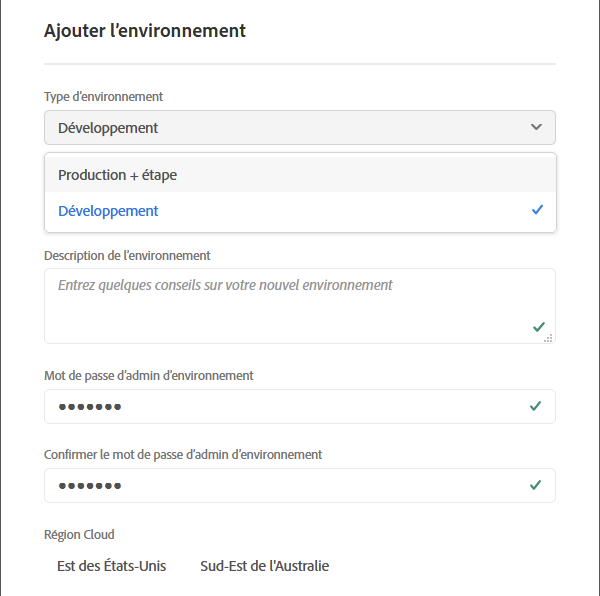 Ajouter l'environnement
Type d'environnement
Développement
Production + étape
Développement
Description de l'environnement
Entrez quelques conseils sur votre nouvel environnement
Mot de passe d'admin d'environnement
•••••••
Confirmer le mot de passe d'admin d'environnement
•••••••
Région Cloud
Est des États-Unis Sud-Est de l'Australie